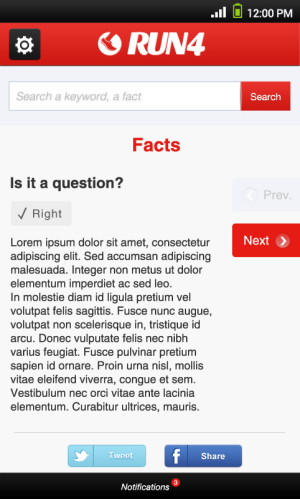 12:00 PM
RUN4
Search a keyword, a fact
Search
Facts
Is it a question?
Prev.
✓ Right
Next
Lorem ipsum dolor sit amet, consectetur
adipiscing elit. Sed accumsan adipiscing
malesuada. Integer non metus ut dolor
elementum imperdiet ac sed leo.
In molestie diam id ligula pretium vel
volutpat felis sagittis. Fusce nunc augue,
volutpat non scelerisque in, tristique id
arcu. Donec vulputate felis nec nibh
varius feugiat. Fusce pulvinar pretium
sapien id ornare. Proin urna nisl, mollis
vitae eleifend viverra, congue et sem.
Vestibulum nec orci vitae ante lacinia
elementum. Curabitur ultrices, mauris.
Tweet
Share
Notifications 3